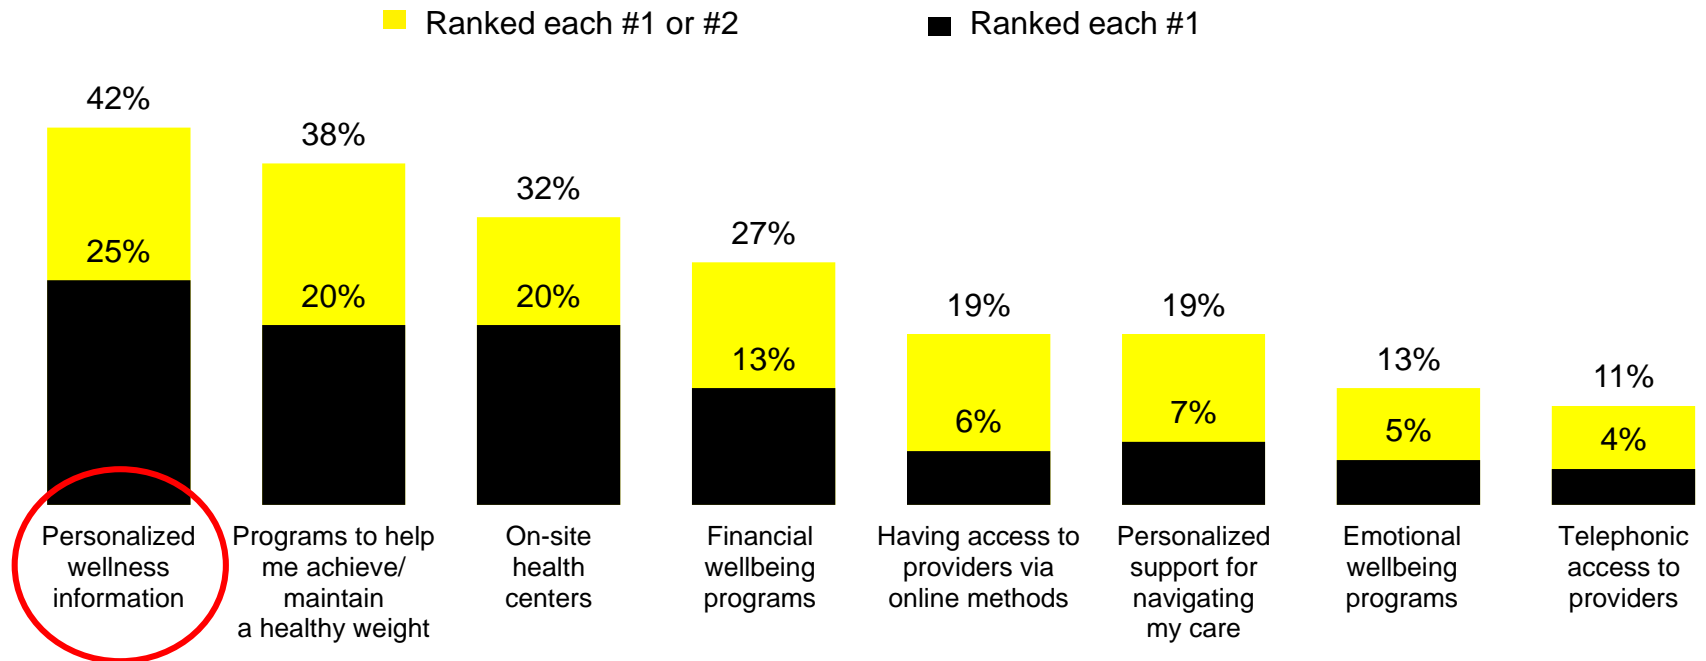 Ranked each #1 or #2
Ranked each #1
42%
38%
32%
27%
19%
19%
13%
11%
25%
20%
20%
13%
6%
7%
5%
4%
Personalized
wellness
information
Programs to help
me achieve/
maintain
a healthy weight
On-site
health
centers
Financial
wellbeing
programs
Having access to
providers via
online methods
Personalized
support for
navigating
my care
Emotional
wellbeing
programs
Telephonic
access to
providers